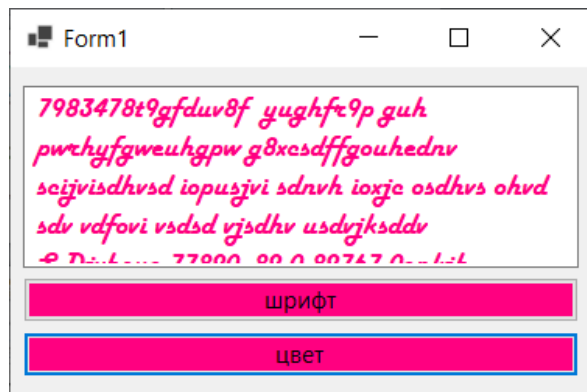 Form1
7983478t9gfduv8f yughfr9p guh
pwrhyfgweuhgpw g8xcsdffgouhednv
scijvisdhvsd iopusjvi sdnvh ioxjc osdhvs ohvd
sdv vdfovi vsdsd vjsdhv usdvjksddv
шрифт
цвет